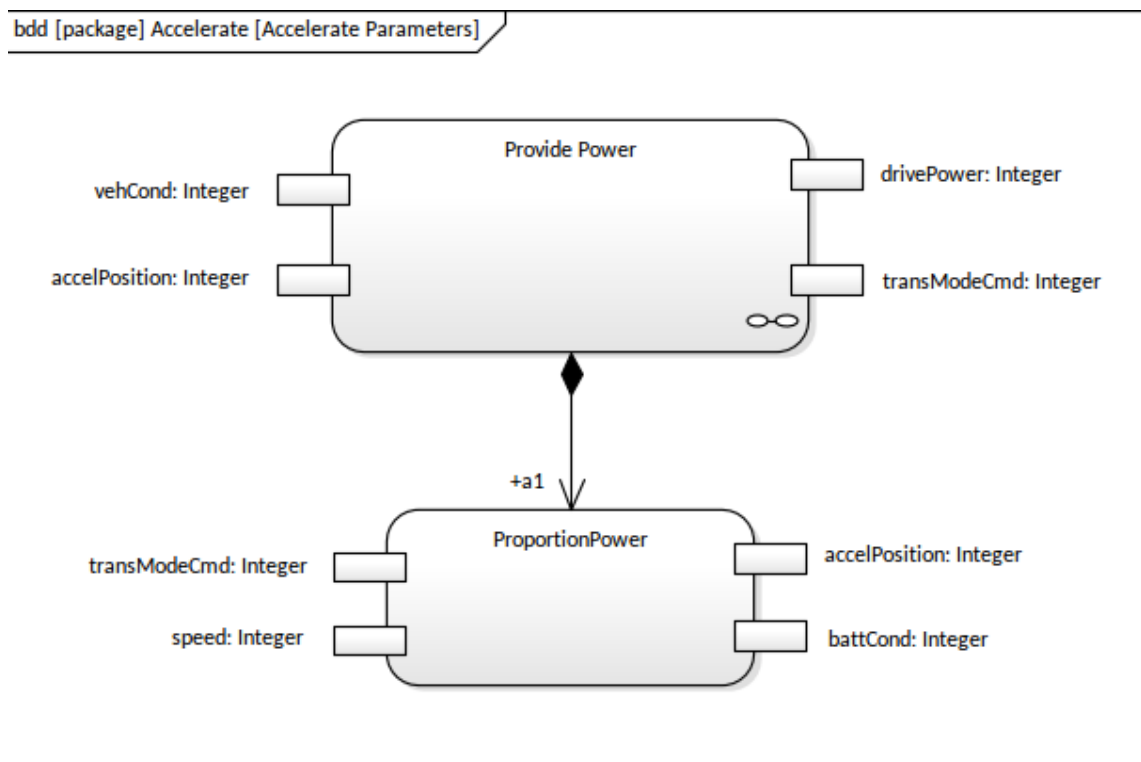 bdd [package] Accelerate [Accelerate Parameters]
Provide Power
vehCond: Integer
drivePower: Integer
accelPosition: Integer
transModeCmd: Integer
+a1
ProportionPower
transModeCmd: Integer
accelPosition: Integer
speed: Integer
battCond: Integer